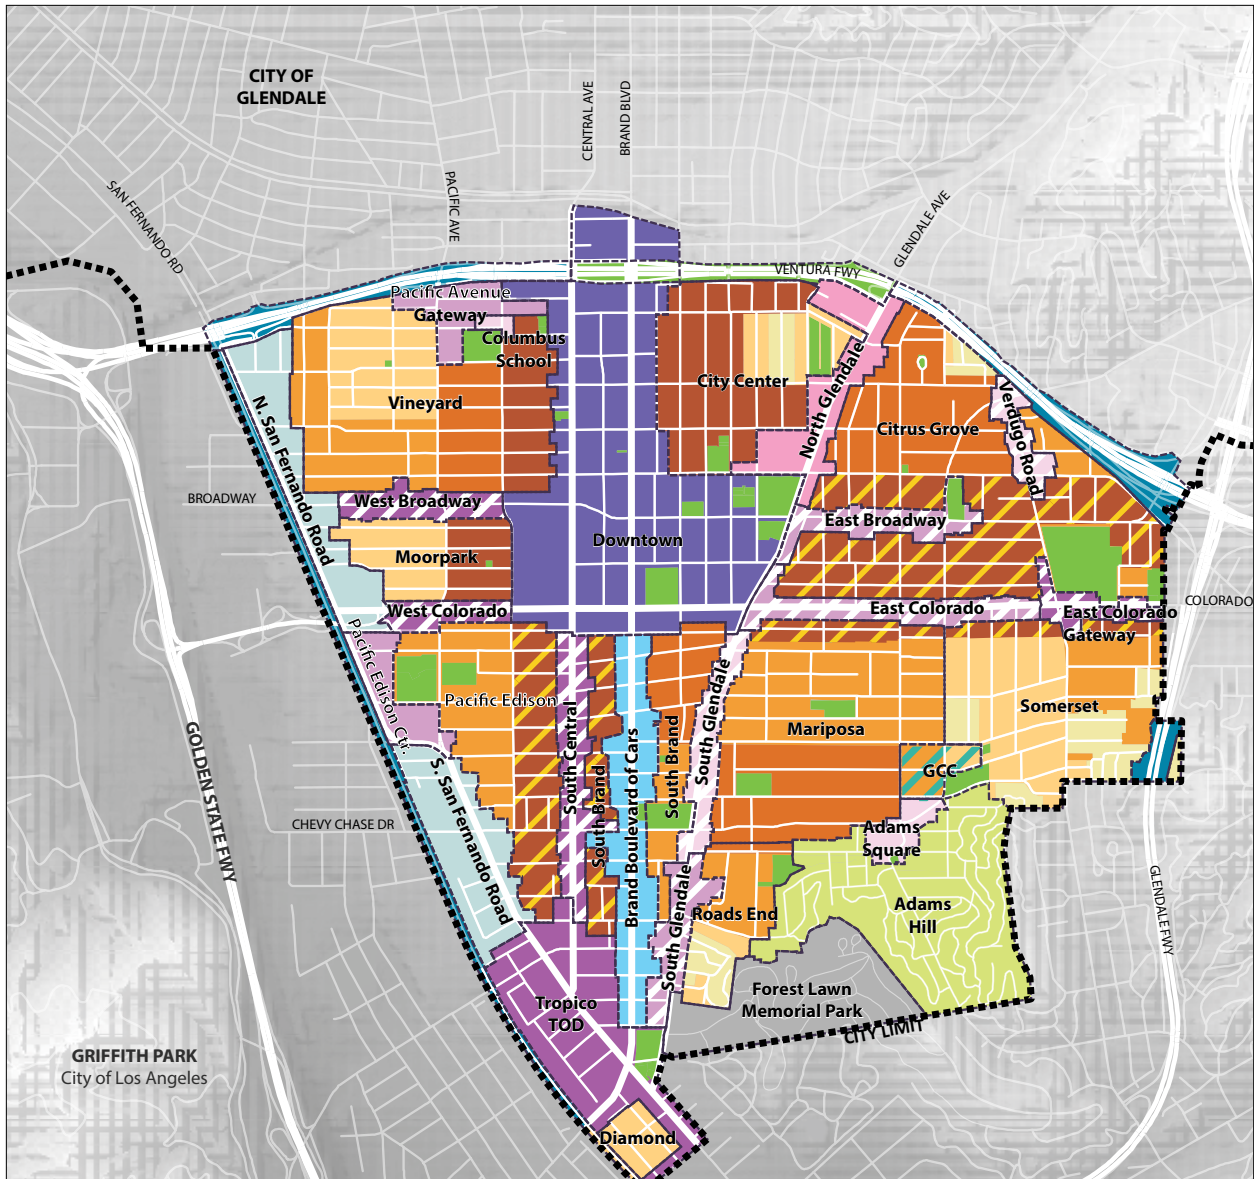 CITY OF
GLENDALE
CENTRAL AVE
BRAND BLVD
SAN FERNANDO RD
PACIFIC AVE
GLENDALE AVE
VENTURA FWY
Pacific Avenue
Gateway
Columbus
School
City Center
Vineyard
North Glendale
Citrus Grove
Verdugo Road
N. San Fernando Road
BROADWAY
West Broadway
East Broadway
Downtown
Moorpark
West Colorado
East Colorado
East Colorado
Gateway
COLORADO
Pacific Edison Ctr.
Pacific Edison
South Central
South Brand
Brand Boulevard of Cars
South Brand
South Glendale
Mariposa
Somerset
GCC
GOLDEN STATE FWY
S. San Fernando Road
CHEVY CHASE DR
Adams
Square
Adams
Hill
Roads End
South Glendale
GLENDALE FWY
Tropico
TOD
Forest Lawn
Memorial Park
CITY LIMIT
GRIFFITH PARK
City of Los Angeles
Diamond